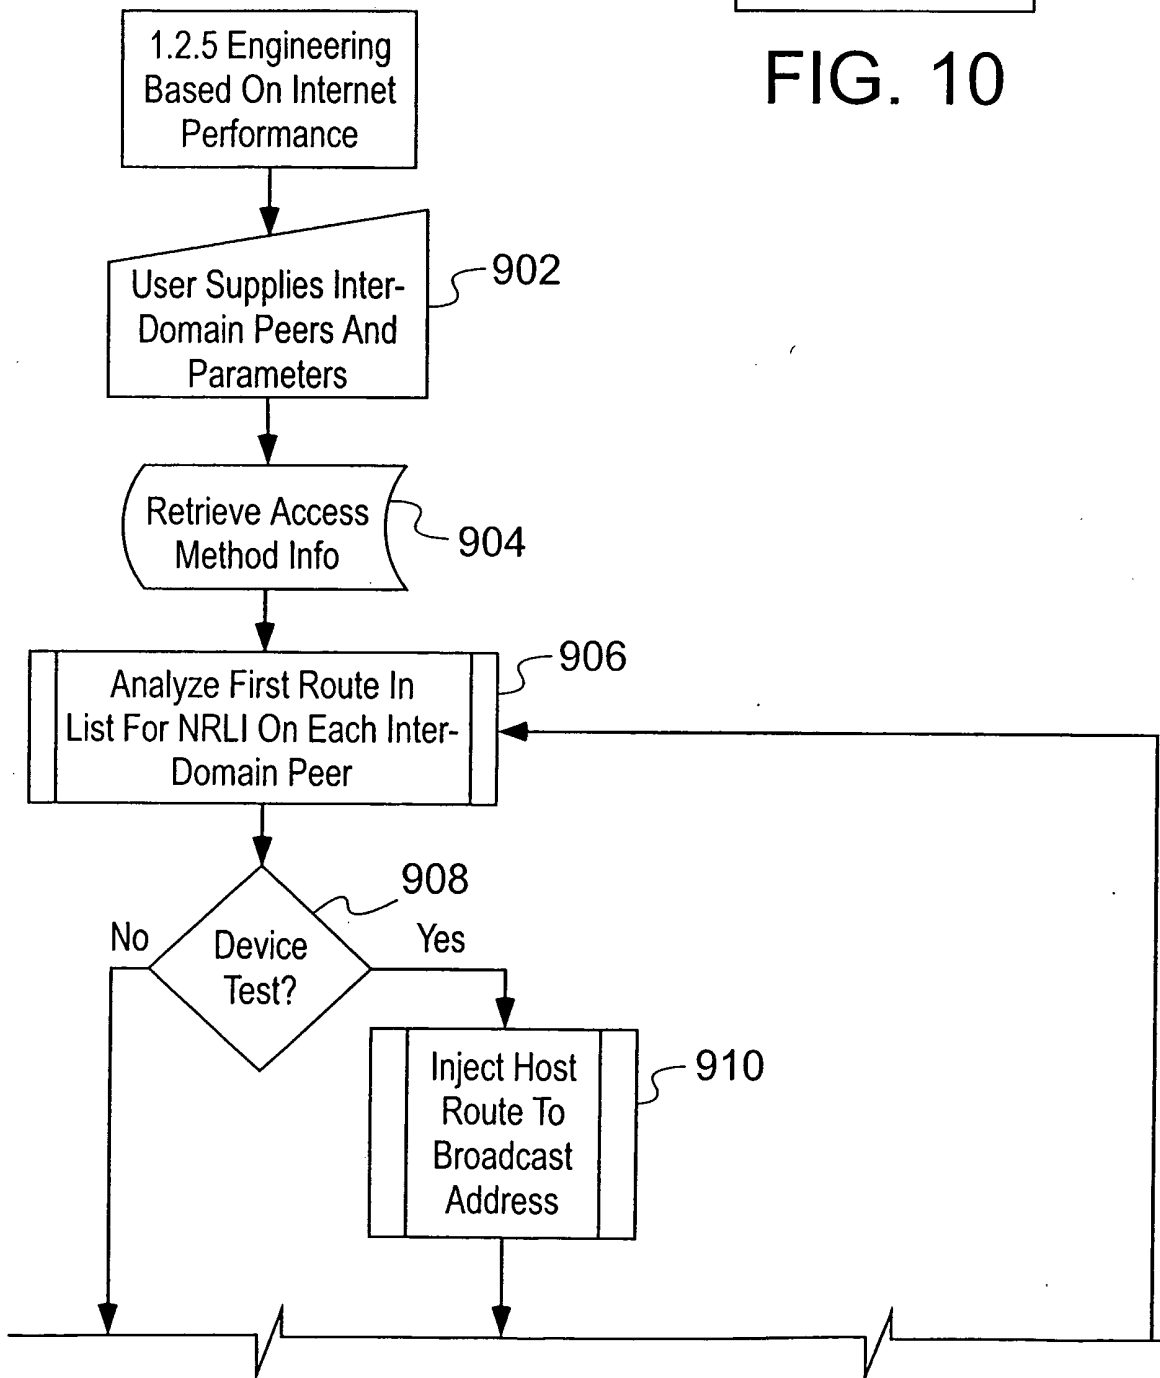 1.2.5 Engineering
Based On Internet
Performance
FIG. 10
User Supplies Inter-
Domain Peers And
Parameters
902
Retrieve Access
Method Info
904
Analyze First Route In
List For NRLI On Each Inter-
Domain Peer
906
908
No
Device
Test?
Yes
Inject Host
Route To
Broadcast
Address
910